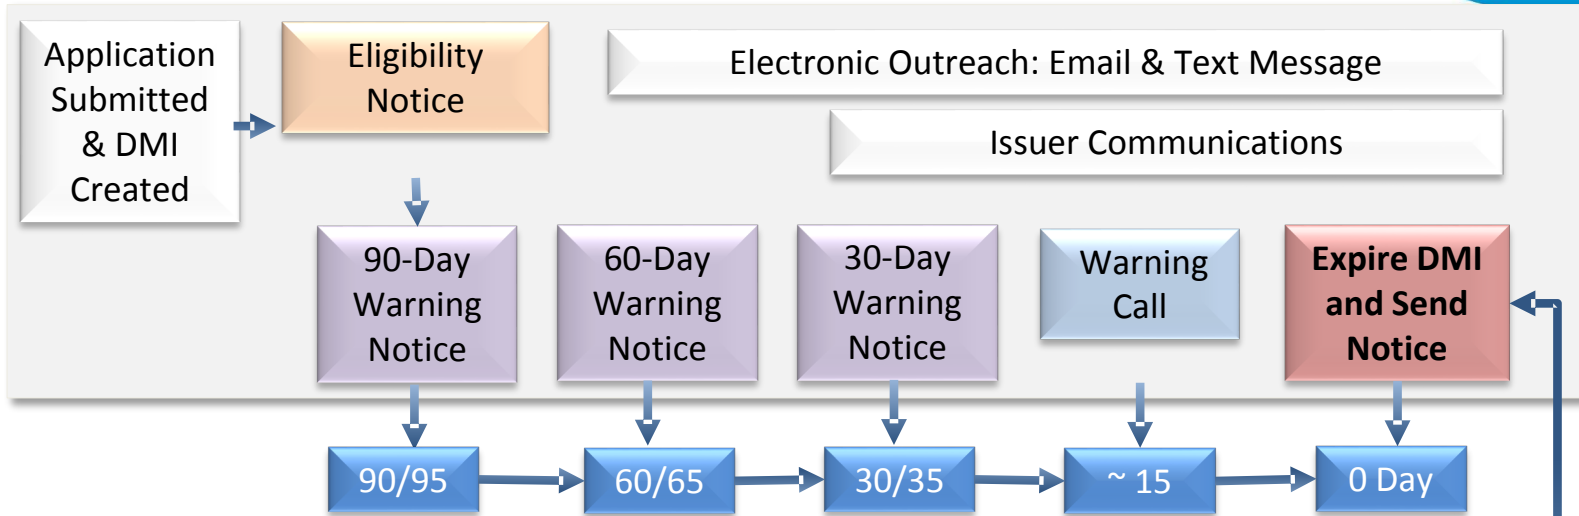 Application
Submitted
& DMI
Created
Eligibility
Notice
Electronic Outreach: Email & Text Message
Issuer Communications
90-Day
Warning
Notice
60-Day
Warning
Notice
30-Day
Warning
Notice
Warning
Call
Expire DMI
and Send
Notice
90/95
60/65
30/35
~ 15
0 Day